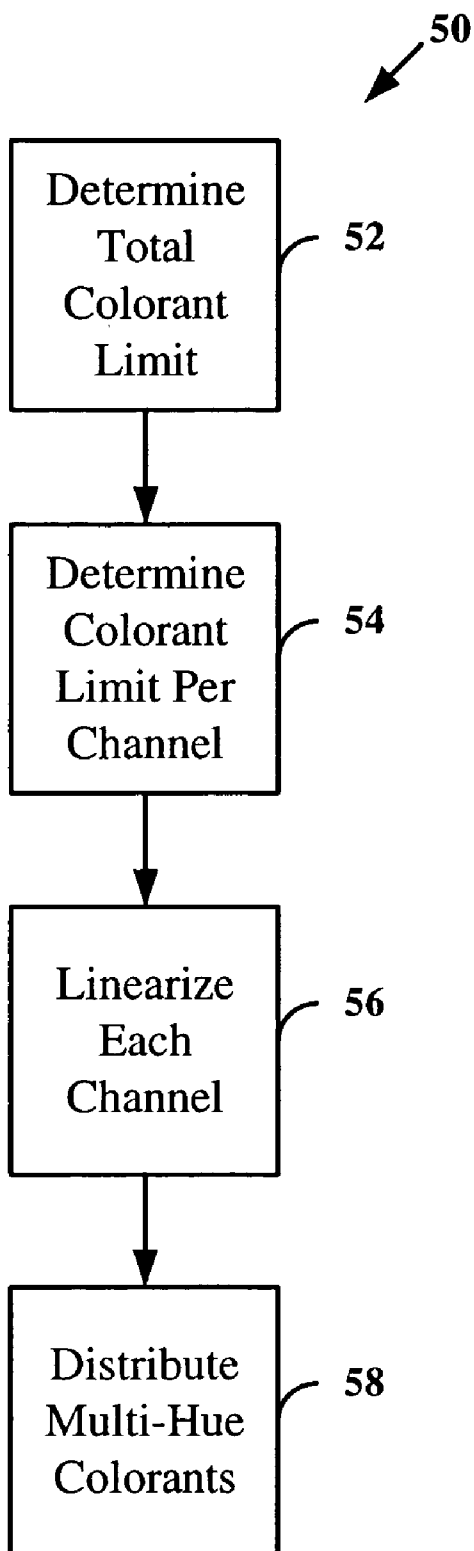 50
Determine
Total
Colorant
Limit
52
Determine
Colorant
Limit Per
Channel
54
Linearize
Each
Channel
56
Distribute
Multi-Hue
Colorants
58